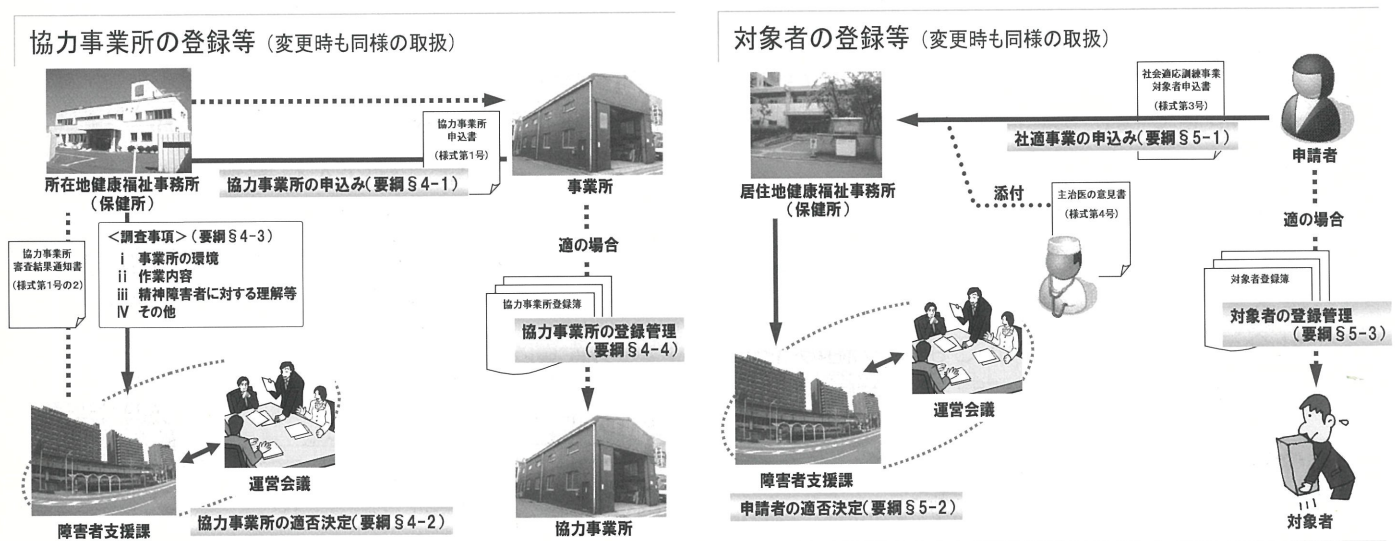 協力事業所の登録等（変更時も同様の取扱）
協力事業所
申込書
(様式第1号)
所在地健康福祉事務所
（保健所）
協力事業所の申込み(要綱§4-1)
事業所
協力事業所
審査結果通知書
(様式第1号の2)
＜調査事項＞(要綱§4-3)
ⅰ 事業所の環境
ⅱ 作業内容
ⅲ 精神障害者に対する理解等
Ⅳ その他
適の場合
協力事業所登録簿
協力事業所の登録管理
(要綱§4-4)
運営会議
障害者支援課
協力事業所の適否決定(要綱§4-2)
協力事業所
対象者の登録等（変更時も同様の取扱）
社会適応訓練事業
対象者申込書
(様式第3号)
社適事業の申込み(要綱§5-1)
申請者
居住地健康福祉事務所
（保健所）
添付
主治医の意見書
(様式第4号)
適の場合
対象者登録簿
対象者の登録管理
(要綱§5-3)
運営会議
障害者支援課
申請者の適否決定(要綱§5-2)
対象者